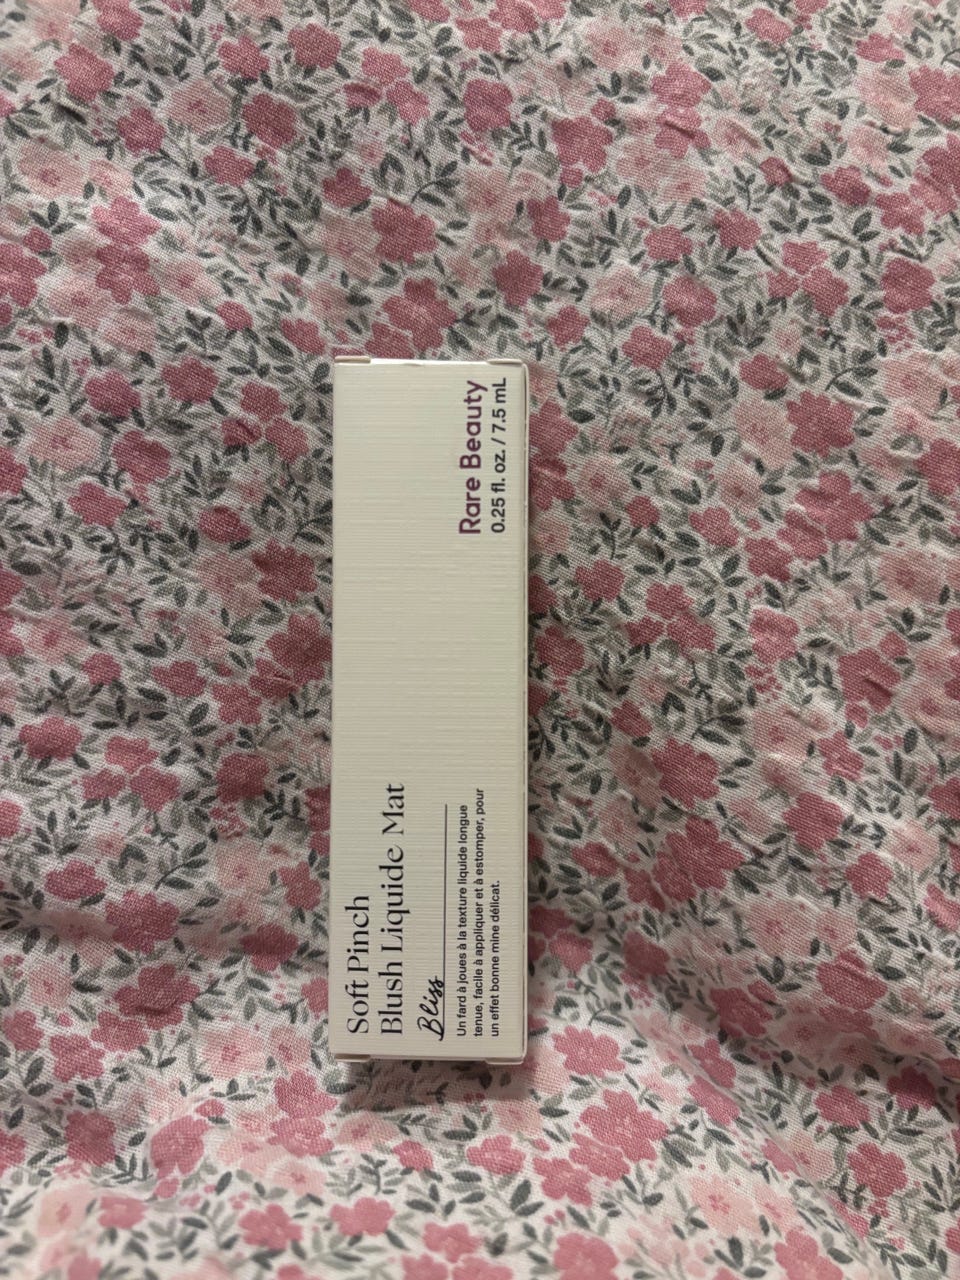 Soft Pinch
Blush Liquide Mat
Bliss
Un fard à joues à la texture liquide longue
tenue, facile à appliquer et à estomper, pour
un effet bonne mine délicat.
Rare Beauty
0.25 fl. oz. / 7.5 mL